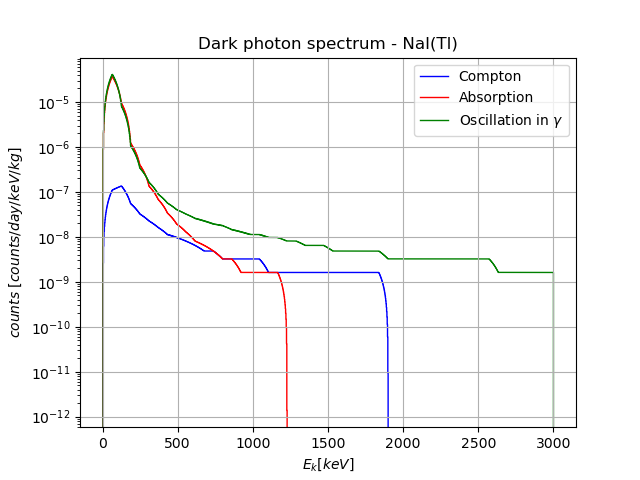 Dark photon spectrum - NaI(Tl)
Compton
Absorption
Oscillation in γ
counts [counts/day/keV/kg]
10⁻⁵
10⁻⁶
10⁻⁷
10⁻⁸
10⁻⁹
10⁻¹⁰
10⁻¹¹
10⁻¹²
0 500 1000 1500 2000 2500 3000
Eₖ[keV]